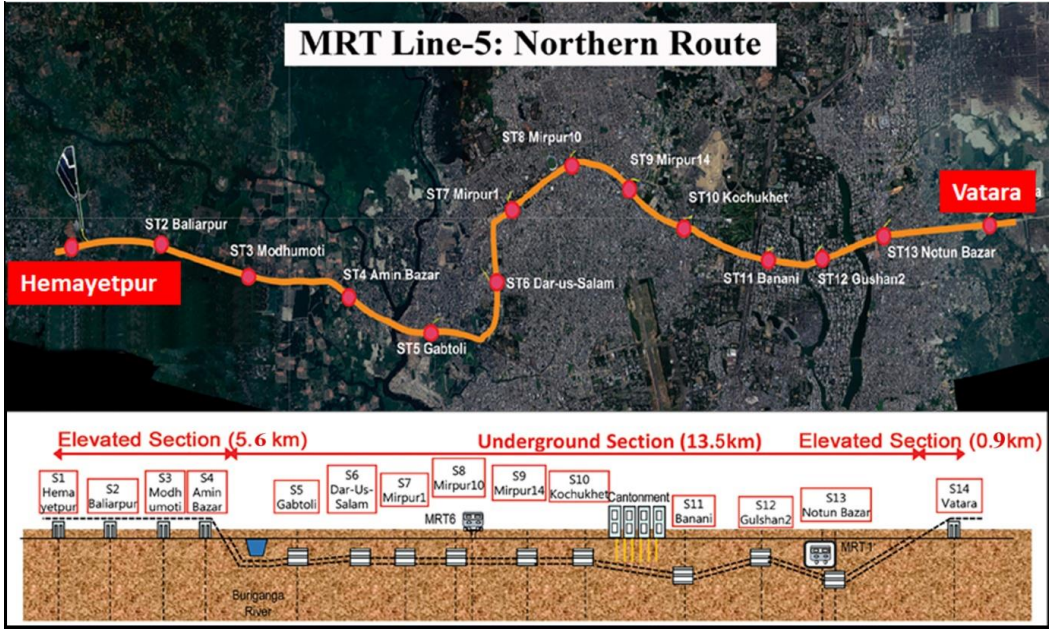 MRT Line-5: Northern Route
ST8 Mirpur10
ST9 Mirpur14
ST7 Mirpur1
ST10 Kochukhet
Vatara
ST2 Baliarpur
ST3 Modhumoti
ST4 Amin Bazar
ST13 Notun Bazar
Hemayetpur
ST6 Dar-us-Salam
ST11 Banani
ST12 Gushan2
ST5 Gabtoli
Elevated Section (5.6 km)
Underground Section (13.5km)
Elevated Section (0.9km)
S1
Hema
yetpur
S2
Baliarpur
S3
Modh
umoti
S4
Amin
Bazar
S5
Gabtoli
S6
Dar-Us-
Salam
S7
Mirpur1
S8
Mirpur10
S9
Mirpur14
S10
Kochukhet
Cantonment
S11
Banani
S12
Gulshan2
S13
Notun Bazar
S14
Vatara
MRT6
MRT1
Buriganga
River